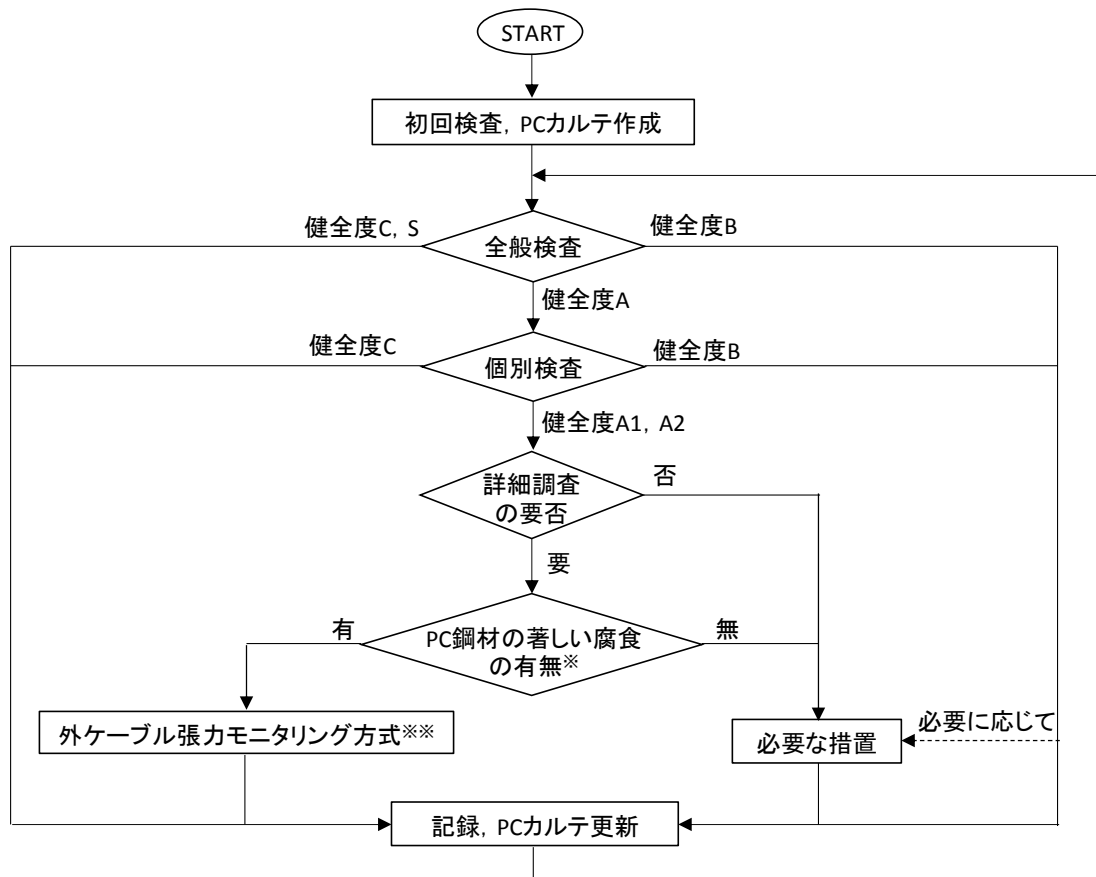 START
初回検査，PCカルテ作成
健全度C，S
全般検査
健全度B
健全度A
健全度C
個別検査
健全度B
健全度A1，A2
詳細調査
の要否
否
要
有
PC鋼材の著しい腐食
の有無※
無
外ケーブル張力モニタリング方式※※
必要な措置
必要に応じて
記録，PCカルテ更新